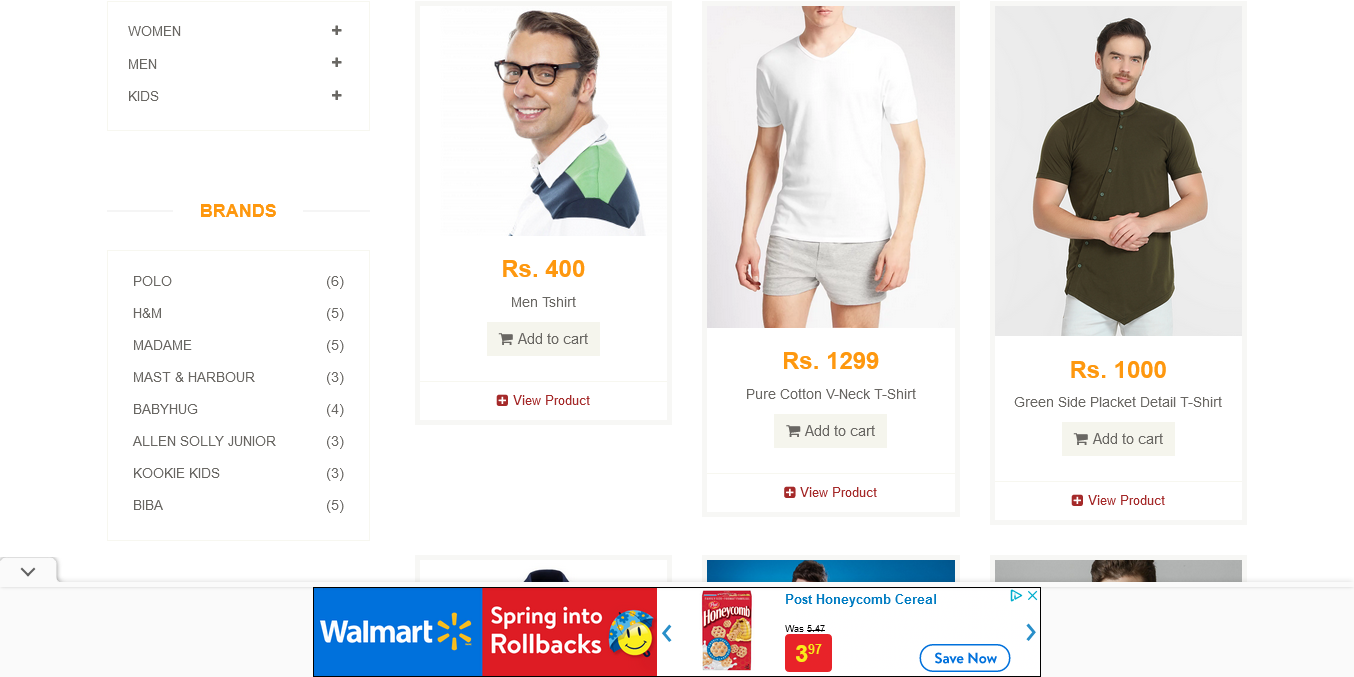 WOMEN
MEN
KIDS
BRANDS
POLO (6)
H&M (5)
MADAME (5)
MAST & HARBOUR (3)
BABYHUG (4)
ALLEN SOLLY JUNIOR (3)
KOOKIE KIDS (3)
BIBA (5)
Rs. 400
Men Tshirt
Add to cart
View Product
Rs. 1299
Pure Cotton V-Neck T-Shirt
Add to cart
View Product
Rs. 1000
Green Side Placket Detail T-Shirt
Add to cart
View Product
Walmart
Spring into
Rollbacks
Post
Honeycomb
Post Honeycomb Cereal
Was 5.47
3.97
Save Now